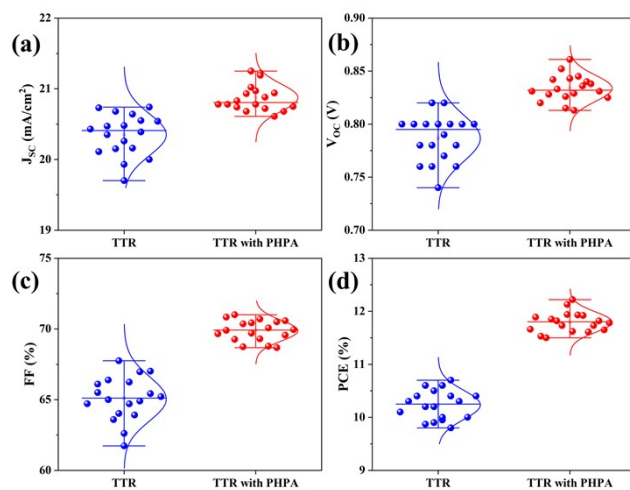 (a)
J_SC (mA/cm²)
21
20
19
22
TTR
TTR with PHPA
(b)
V_OC (V)
0.90
0.85
0.80
0.75
0.70
TTR
TTR with PHPA
(c)
FF (%)
75
70
65
60
TTR
TTR with PHPA
(d)
PCE (%)
13
12
11
10
9
TTR
TTR with PHPA